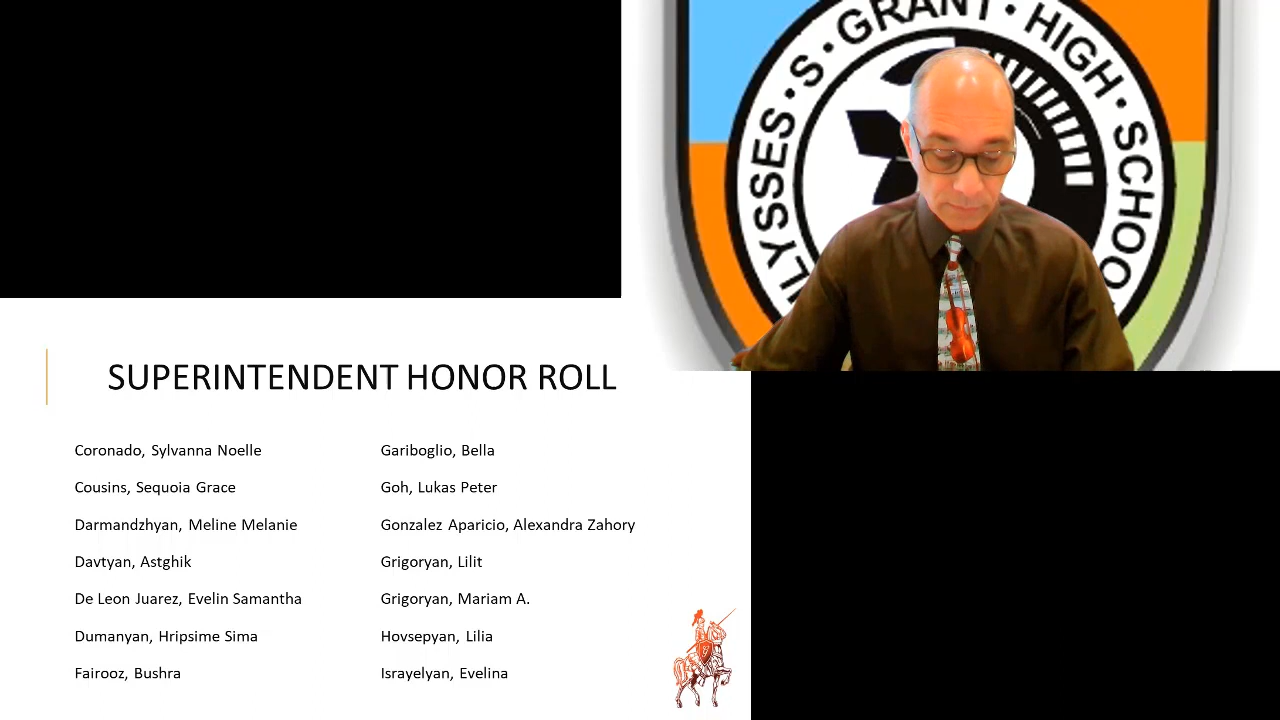 ULYSSES · S · GRANT · HIGH · SCHOOL
SUPERINTENDENT HONOR ROLL
Coronado, Sylvanna Noelle
Cousins, Sequoia Grace
Darmandzhyan, Meline Melanie
Davtyan, Astghik
De Leon Juarez, Evelin Samantha
Dumanyan, Hripsime Sima
Fairooz, Bushra
Gariboglio, Bella
Goh, Lukas Peter
Gonzalez Aparicio, Alexandra Zahory
Grigoryan, Lilit
Grigoryan, Mariam A.
Hovsepyan, Lilia
Israyelyan, Evelina